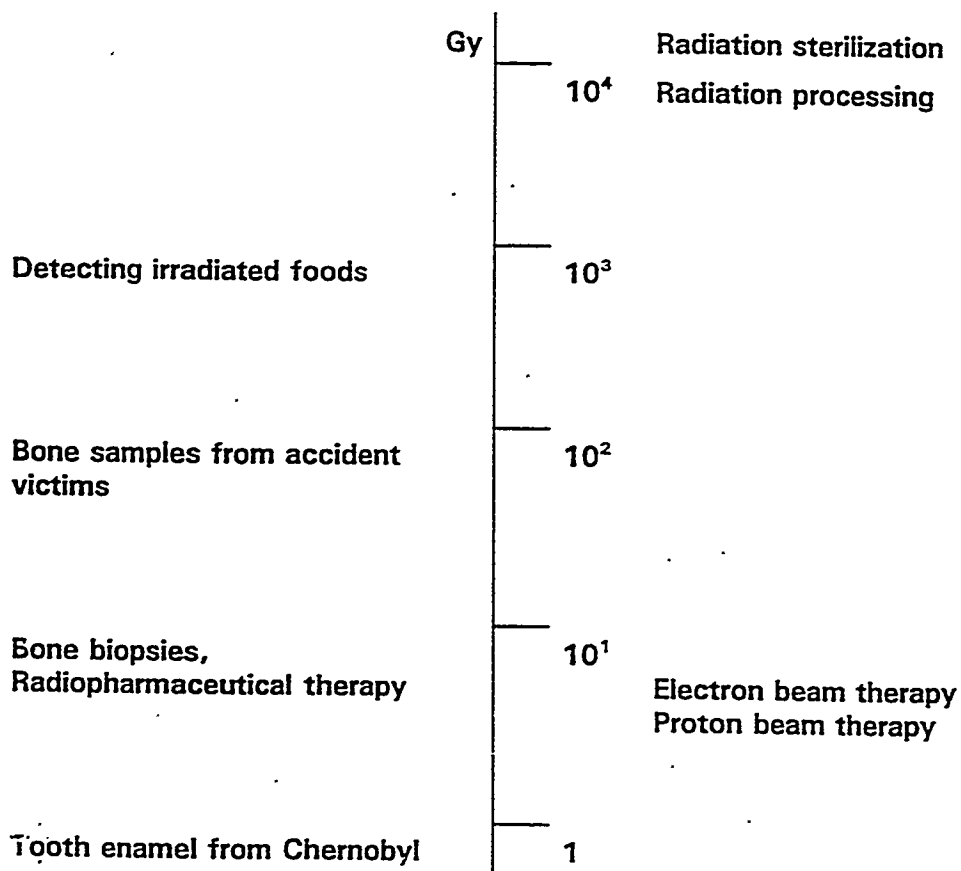 Gy
Radiation sterilization
10⁴
Radiation processing
Detecting irradiated foods
10³
Bone samples from accident
victims
10²
Bone biopsies,
Radiopharmaceutical therapy
10¹
Electron beam therapy
Proton beam therapy
Tooth enamel from Chernobyl
1